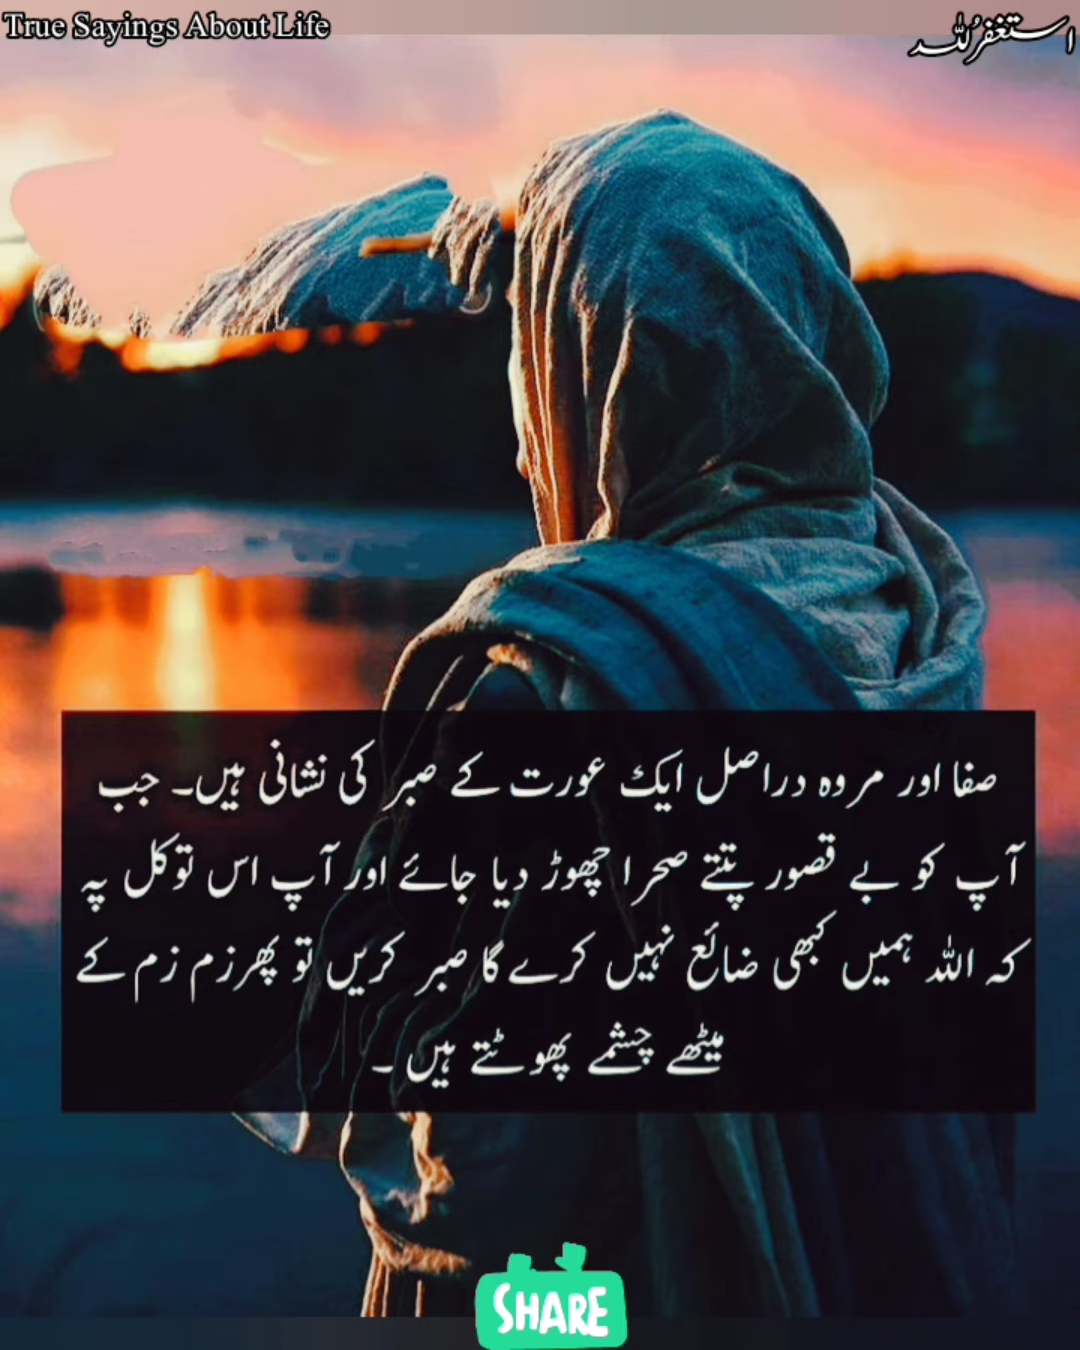 True Sayings About Life
استغفرُللہ
صفا اور مروہ دراصل ایک عورت کے صبر کی نشانی ہیں۔ جب
آپ کو بے قصور پتتے صحرا چھوڑ دیا جائے اور آپ اس توکل پہ
کہ اللہ ہمیں کبھی ضائع نہیں کرے گا صبر کریں تو پھر زم زم کے
میٹھے چشمے پھوٹتے ہیں ۔
SHARE